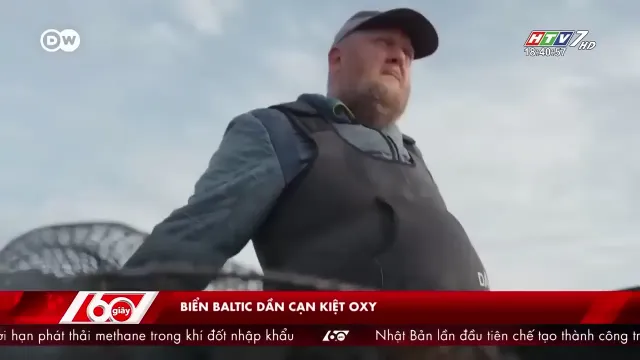 DW
HTV7 HD
18:40:57
60 giây
BIỂN BALTIC DẦN CẠN KIỆT OXY
hạn phát thải methane trong khí đốt nhập khẩu 60 Nhật Bản lần đầu tiên chế tạo thành công